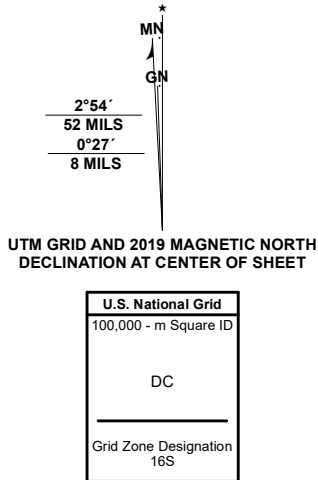 MN
GN
2°54´
52 MILS
0°27´
8 MILS
UTM GRID AND 2019 MAGNETIC NORTH
DECLINATION AT CENTER OF SHEET
U.S. National Grid
100,000 - m Square ID
DC
Grid Zone Designation
16S